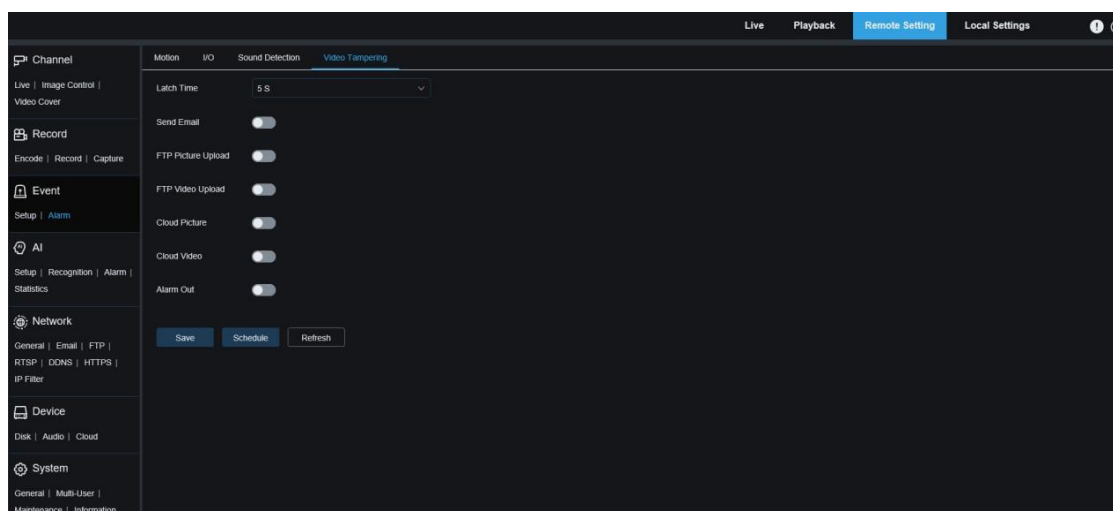 Live Playback Remote Setting Local Settings
Channel
Live | Image Control |
Video Cover
Record
Encode | Record | Capture
Event
Setup | Alarm
AI
Setup | Recognition | Alarm |
Statistics
Network
General | Email | FTP |
RTSP | DDNS | HTTPS |
IP Filter
Device
Disk | Audio | Cloud
System
General | Multi-User |
Maintenance | Information
Motion I/O Sound Detection Video Tampering
Latch Time 5 S
Send Email
FTP Picture Upload
FTP Video Upload
Cloud Picture
Cloud Video
Alarm Out
Save Schedule Refresh